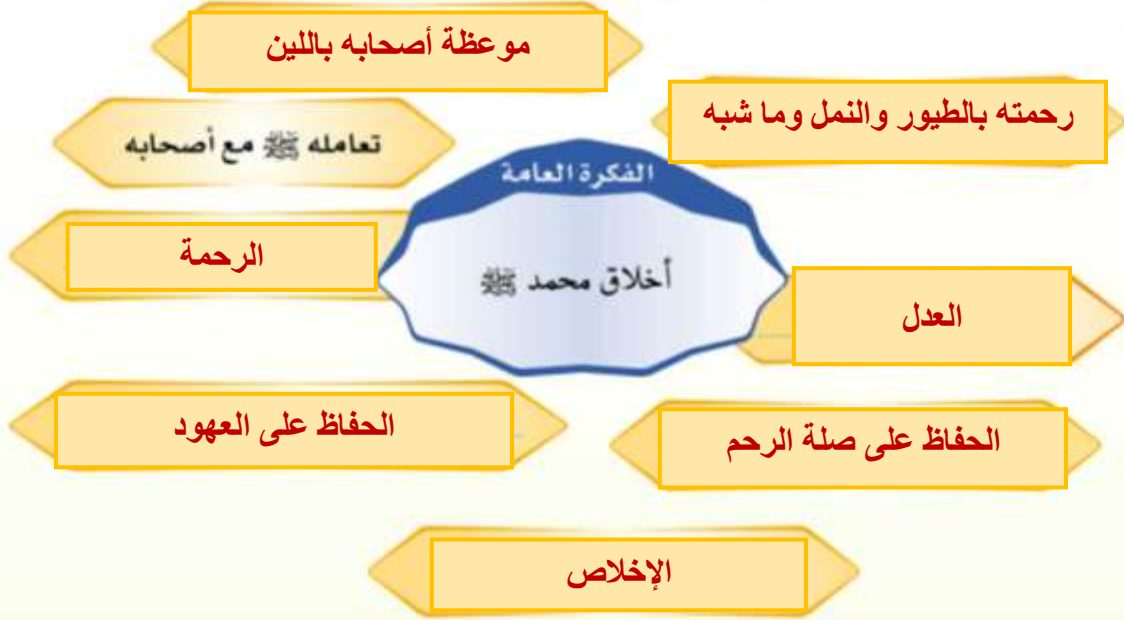 موعظة أصحابه باللين
رحمته بالطيور والنمل وما شبه
تعامله ﷺ مع أصحابه
الفكرة العامة
أخلاق محمد ﷺ
الرحمة
العدل
الحفاظ على العهود
الحفاظ على صلة الرحم
الإخلاص